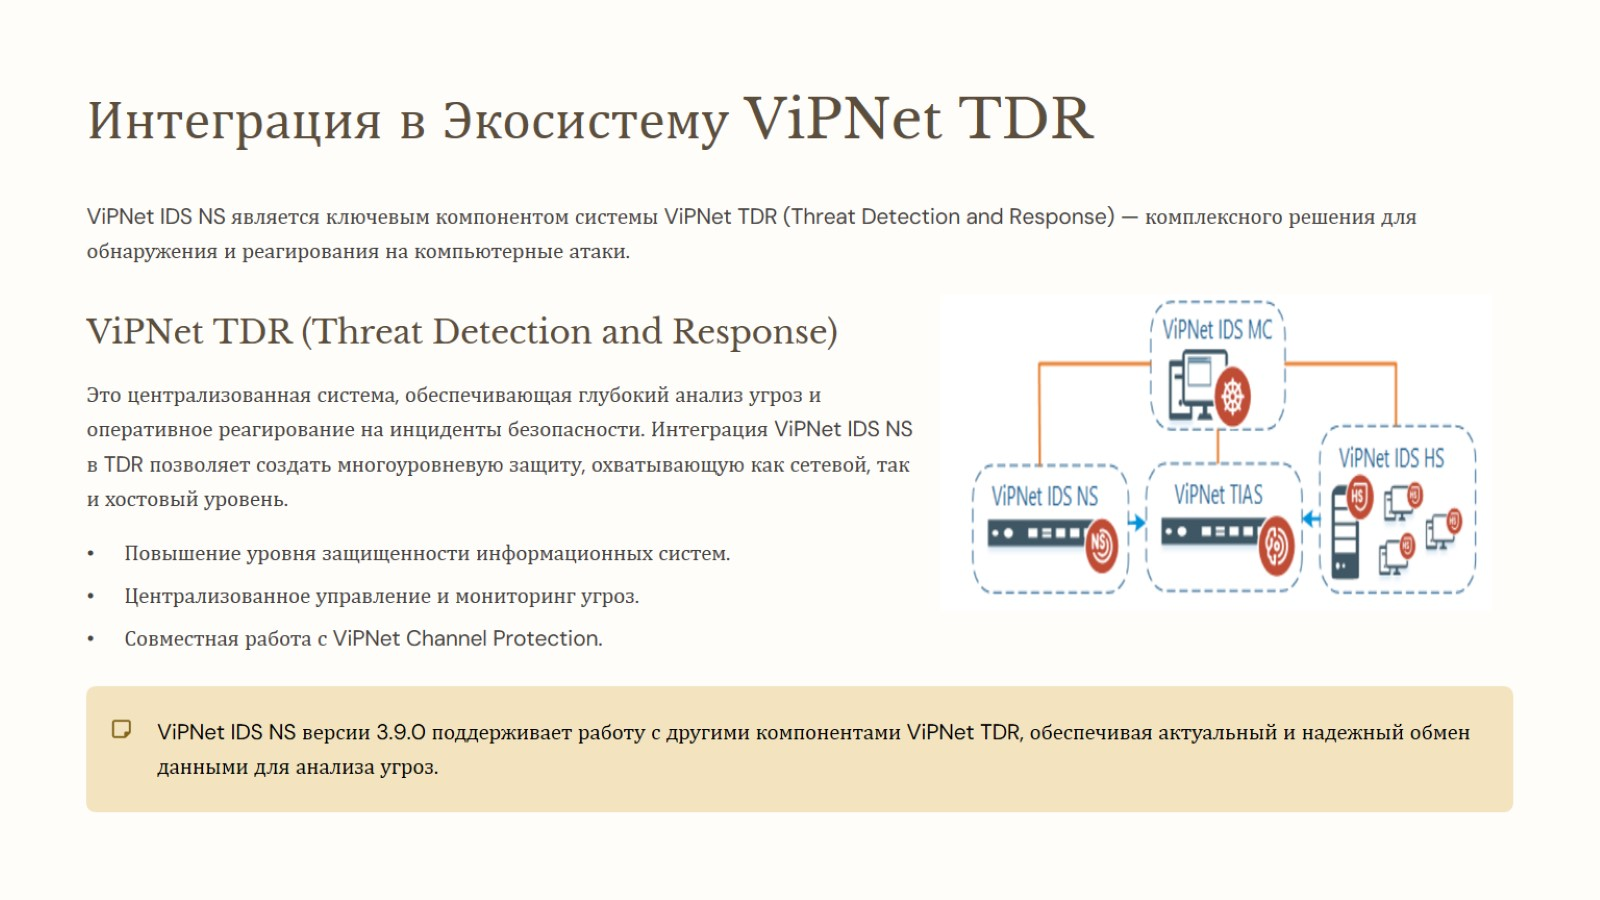 Интеграция в Экосистему ViPNet TDR
ViPNet IDS NS является ключевым компонентом системы ViPNet TDR (Threat Detection and Response) — комплексного решения для
обнаружения и реагирования на компьютерные атаки.
ViPNet TDR (Threat Detection and Response)
Это централизованная система, обеспечивающая глубокий анализ угроз и
оперативное реагирование на инциденты безопасности. Интеграция ViPNet IDS NS
в TDR позволяет создать многоуровневую защиту, охватывающую как сетевой, так
и хостовый уровень.
• Повышение уровня защищенности информационных систем.
• Централизованное управление и мониторинг угроз.
• Совместная работа с ViPNet Channel Protection.
ViPNet IDS MC
ViPNet IDS NS
NS
ViPNet TIAS
ViPNet IDS HS
HS
HS
HS
HS
ViPNet IDS NS версии 3.9.0 поддерживает работу с другими компонентами ViPNet TDR, обеспечивая актуальный и надежный обмен
данными для анализа угроз.